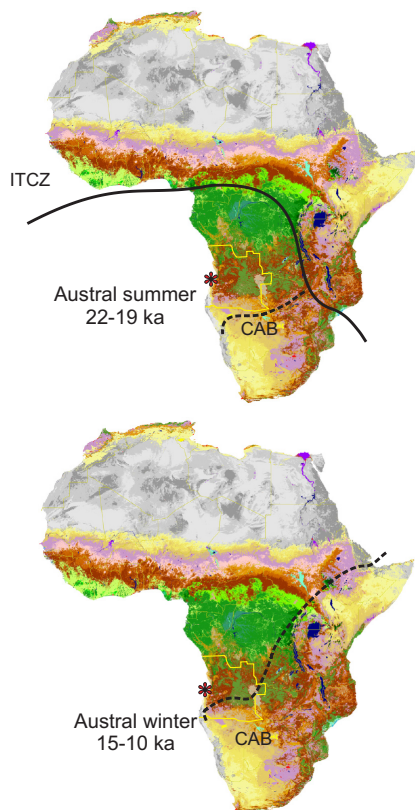 ITCZ
Austral summer
22-19 ka
CAB
Austral winter
15-10 ka
CAB